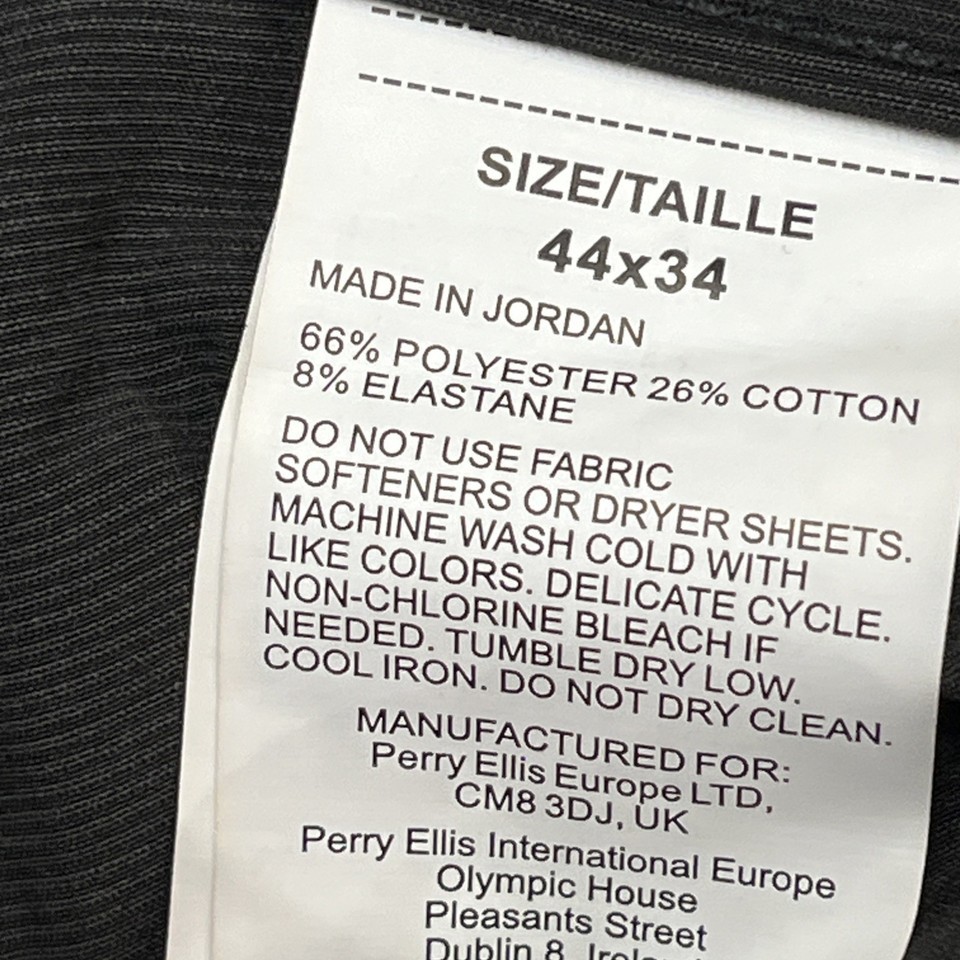 SIZE/TAILLE
44x34
MADE IN JORDAN
66% POLYESTER 26% COTTON
8% ELASTANE
DO NOT USE FABRIC
SOFTENERS OR DRYER SHEETS.
MACHINE WASH COLD WITH
LIKE COLORS. DELICATE CYCLE.
NON-CHLORINE BLEACH IF
NEEDED. TUMBLE DRY LOW.
COOL IRON. DO NOT DRY CLEAN.
MANUFACTURED FOR:
Perry Ellis Europe LTD,
CM8 3DJ, UK
Perry Ellis International Europe
Olympic House
Pleasants Street
Dublin 8,